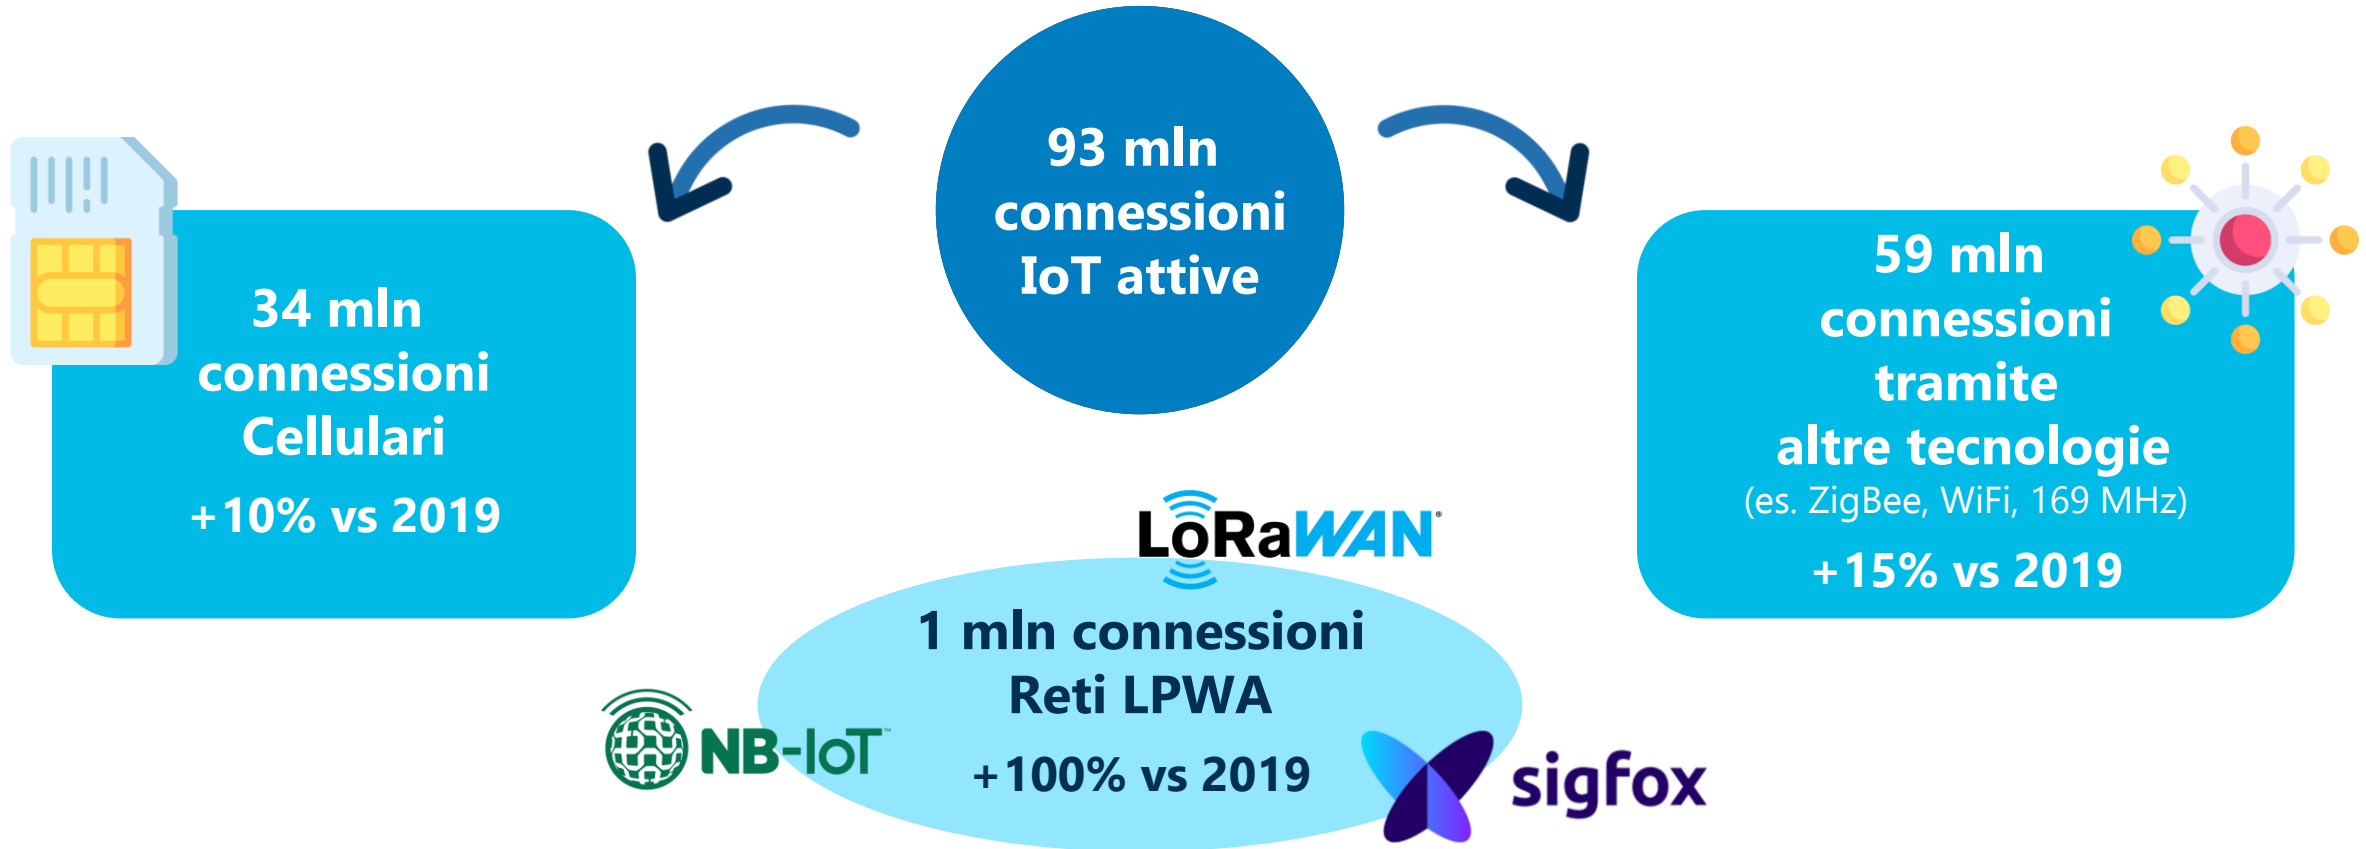 93 mln
connessioni
IoT attive
34 mln
connessioni
Cellulari
+10% vs 2019
59 mln
connessioni
tramite
altre tecnologie
(es. ZigBee, WiFi, 169 MHz)
+15% vs 2019
LoRaWAN®
1 mln connessioni
Reti LPWA
+100% vs 2019
NB-IoT™
sigfox